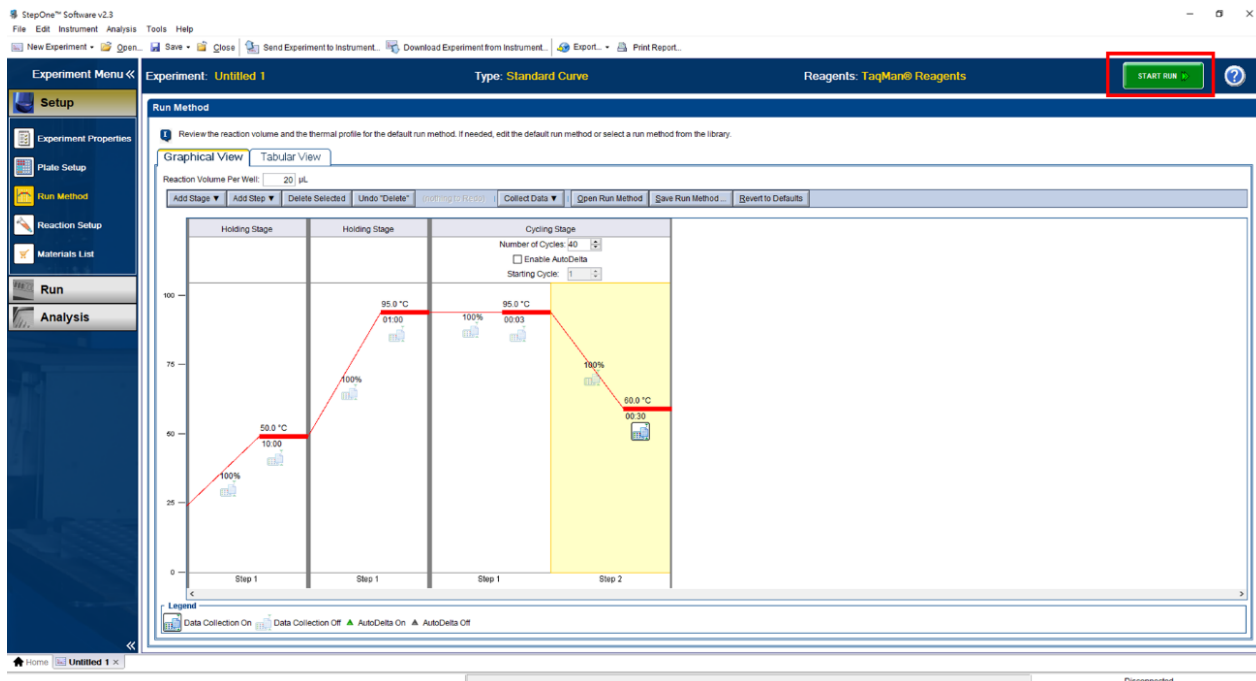 StepOne™ Software v2.3
File Edit Instrument Analysis Tools Help
New Experiment Open... Save Close Send Experiment to Instrument... Download Experiment from Instrument... Export... Print Report...
Experiment Menu «
Experiment: Untitled 1 Type: Standard Curve Reagents: TaqMan® Reagents START RUN ?
Setup
Experiment Properties
Plate Setup
Run Method
Reaction Setup
Materials List
Run
Analysis
«
Run Method
Review the reaction volume and the thermal profile for the default run method. If needed, edit the default run method or select a run method from the library.
Graphical View Tabular View
Reaction Volume Per Well: 20 µL
Add Stage ▼ Add Step ▼ Delete Selected Undo "Delete" Collect Data ▼ Open Run Method Save Run Method ... Revert to Defaults
Holding Stage Holding Stage Cycling Stage
Number of Cycles: 40
Enable AutoDelta
Starting Cycle: 1
100
95.0 °C 95.0 °C
01:00 100% 00:03
75
100% 100%
60.0 °C
00:30
50
50.0 °C
10:00
100%
25
0
Step 1 Step 1 Step 1 Step 2
Legend
Data Collection On Data Collection Off ▲ AutoDelta On ▲ AutoDelta Off
Home Untitled 1 ×
Disconnected